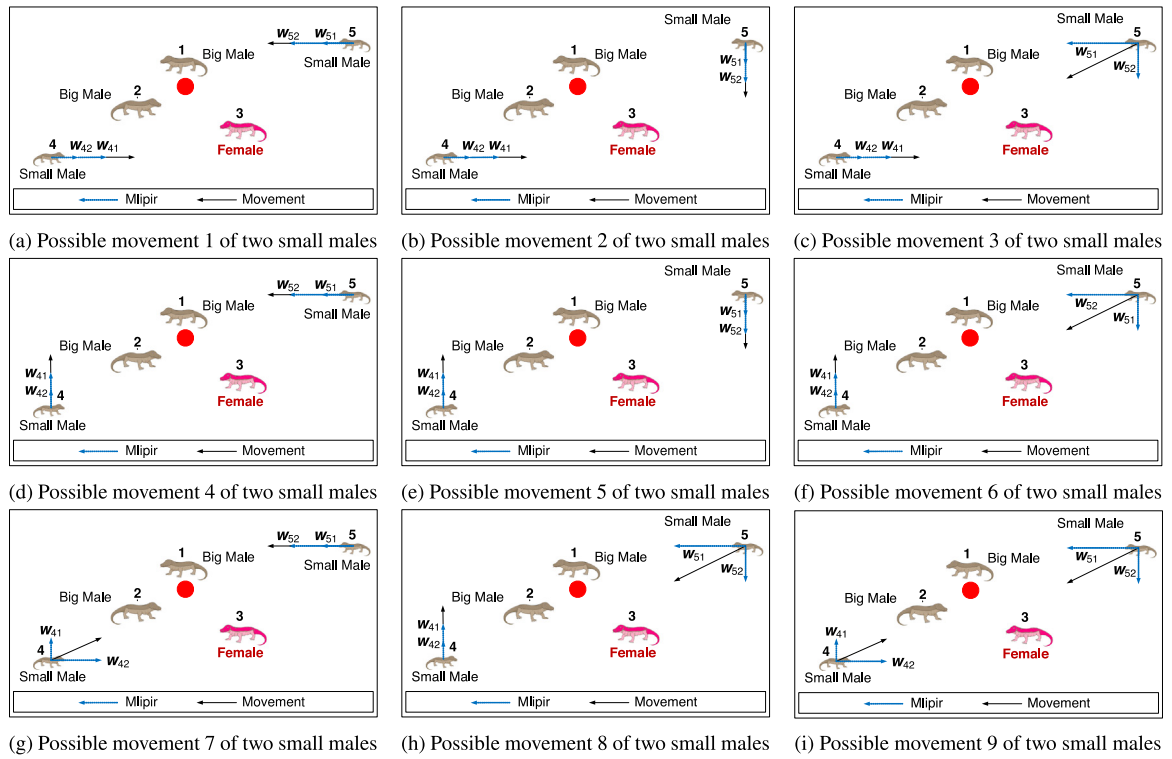 w52 w51 5
1 Big Male
Small Male
Big Male 2
3
4 w42 w41
Female
Small Male
Mlipir Movement
(a) Possible movement 1 of two small males
Small Male
5
1 Big Male
w51
w52
Big Male 2
3
4 w42 w41
Female
Small Male
Mlipir Movement
(b) Possible movement 2 of two small males
Small Male
5
1 Big Male
w51
w52
Big Male 2
3
4 w42 w41
Female
Small Male
Mlipir Movement
(c) Possible movement 3 of two small males
w52 w51 5
1 Big Male
Small Male
Big Male 2
3
w41
w42 4
Female
Small Male
Mlipir Movement
(d) Possible movement 4 of two small males
Small Male
5
1 Big Male
w51
w52
Big Male 2
3
w41
w42 4
Female
Small Male
Mlipir Movement
(e) Possible movement 5 of two small males
Small Male
5
1 Big Male
w52
w51
Big Male 2
3
w41
w42 4
Female
Small Male
Mlipir Movement
(f) Possible movement 6 of two small males
w52 w51 5
1 Big Male
Small Male
Big Male 2
3
w41
4 w42
Female
Small Male
Mlipir Movement
(g) Possible movement 7 of two small males
Small Male
5
1 Big Male
w51
w52
Big Male 2
3
w41
w42 4
Female
Small Male
Mlipir Movement
(h) Possible movement 8 of two small males
Small Male
5
1 Big Male
w51
w52
Big Male 2
3
w41
4 w42
Female
Small Male
Mlipir Movement
(i) Possible movement 9 of two small males